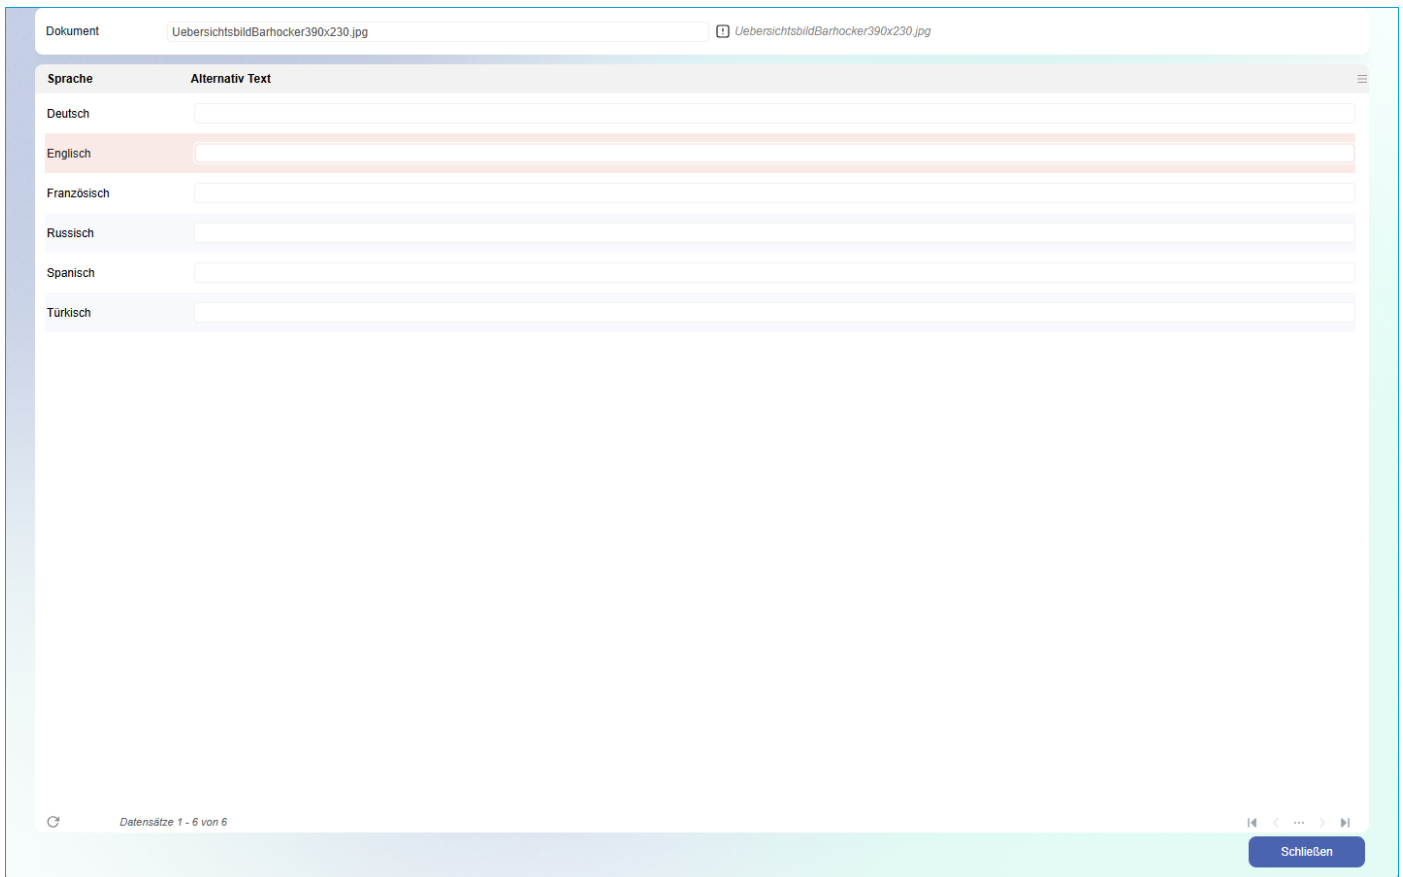 Dokument UebersichtsbildBarhocker390x230.jpg UebersichtsbildBarhocker390x230.jpg
Sprache Alternativ Text
Deutsch
Englisch
Französisch
Russisch
Spanisch
Türkisch
Datensätze 1 - 6 von 6
Schließen